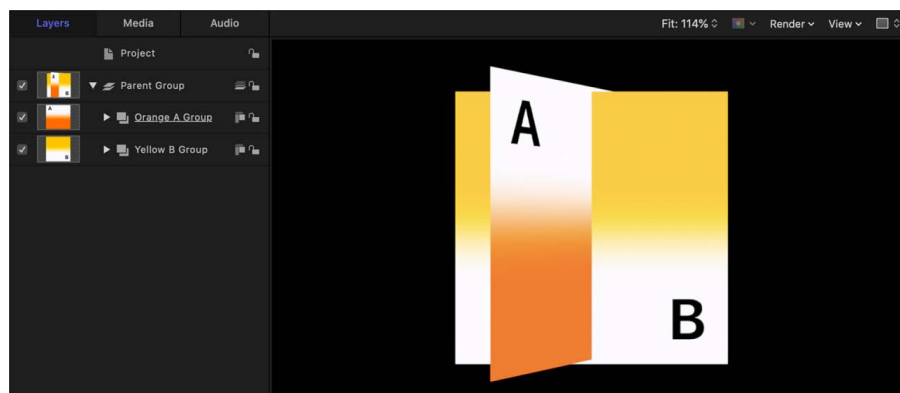 Layers Media Audio Fit: 114% Render View
Project
Parent Group
Orange A Group
Yellow B Group
A
B